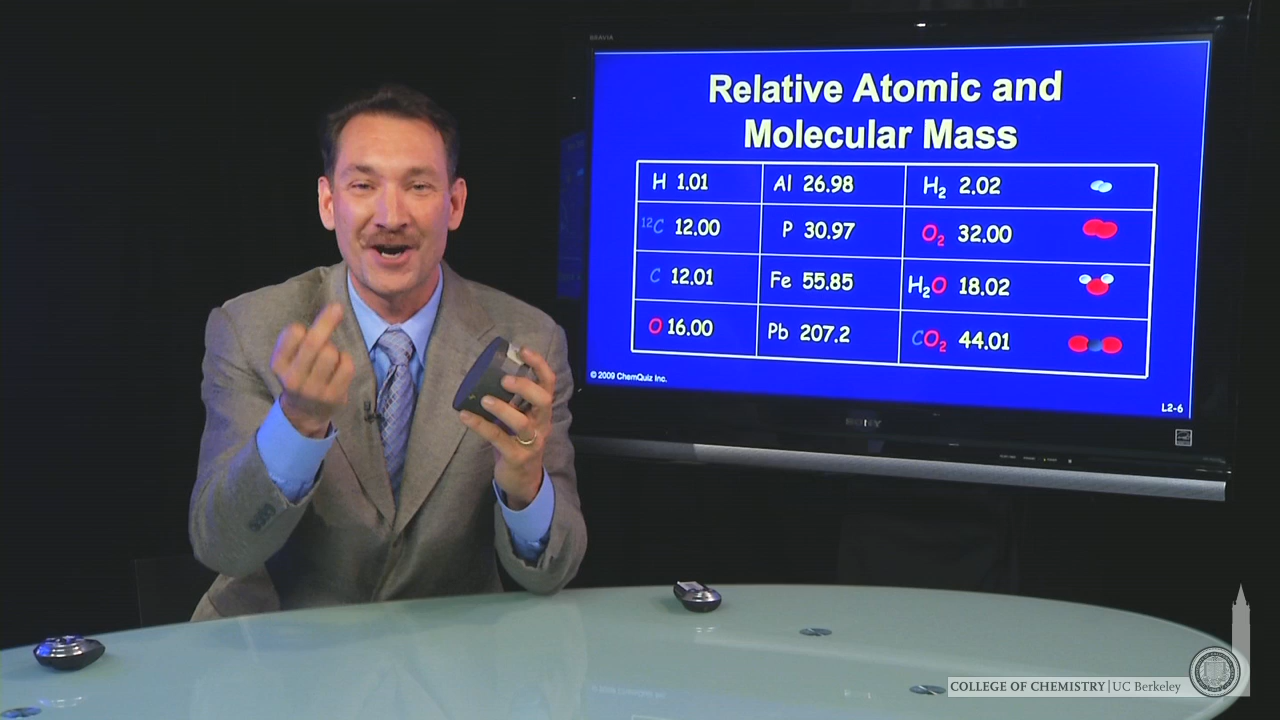 BRAVIA
Relative Atomic and
Molecular Mass
H 1.01 Al 26.98 H₂ 2.02
¹²C 12.00 P 30.97 O₂ 32.00
C 12.01 Fe 55.85 H₂O 18.02
O 16.00 Pb 207.2 CO₂ 44.01
© 2009 ChemQuiz Inc.
L2-6
SONY
COLLEGE OF CHEMISTRY | UC Berkeley